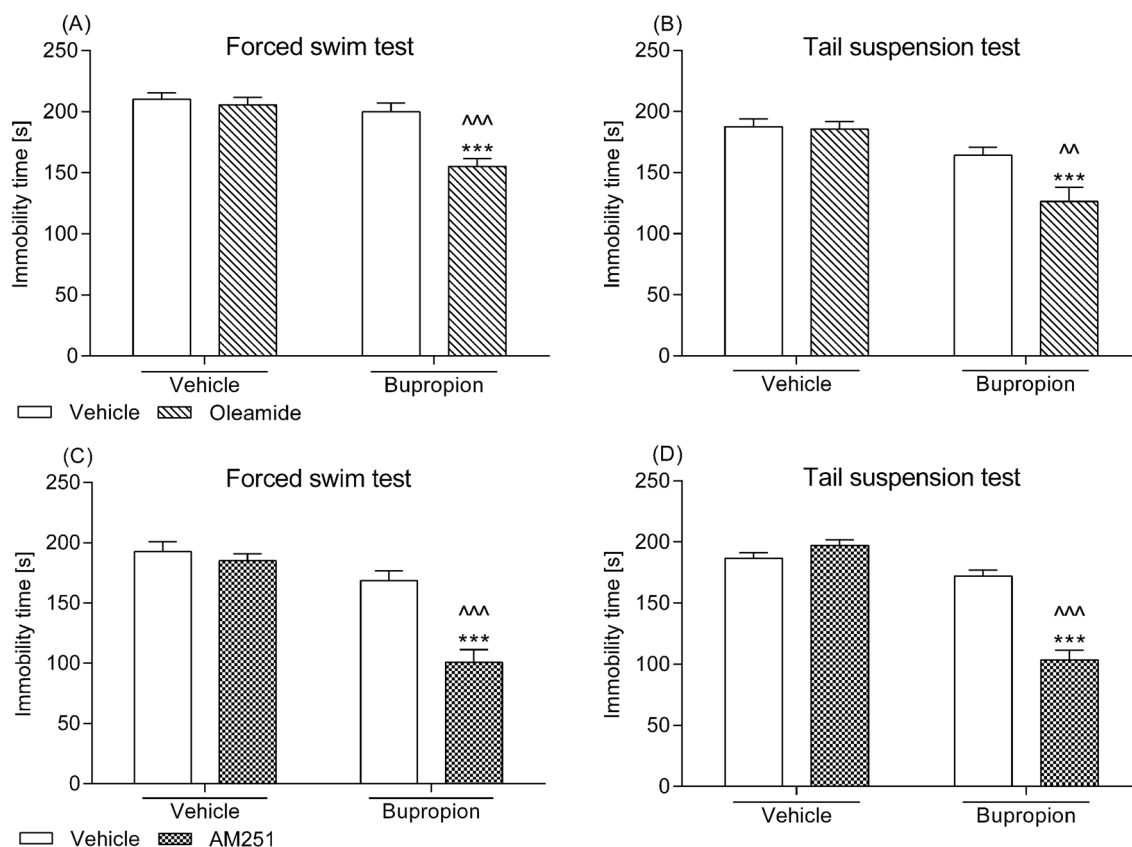 (A)
Forced swim test
Immobility time [s]
250
200
150
100
50
0
^^^
***
Vehicle
Bupropion
Vehicle Oleamide
(B)
Tail suspension test
Immobility time [s]
250
200
150
100
50
0
^^
***
Vehicle
Bupropion
(C)
Forced swim test
Immobility time [s]
250
200
150
100
50
0
^^^
***
Vehicle
Bupropion
Vehicle AM251
(D)
Tail suspension test
Immobility time [s]
250
200
150
100
50
0
^^^
***
Vehicle
Bupropion